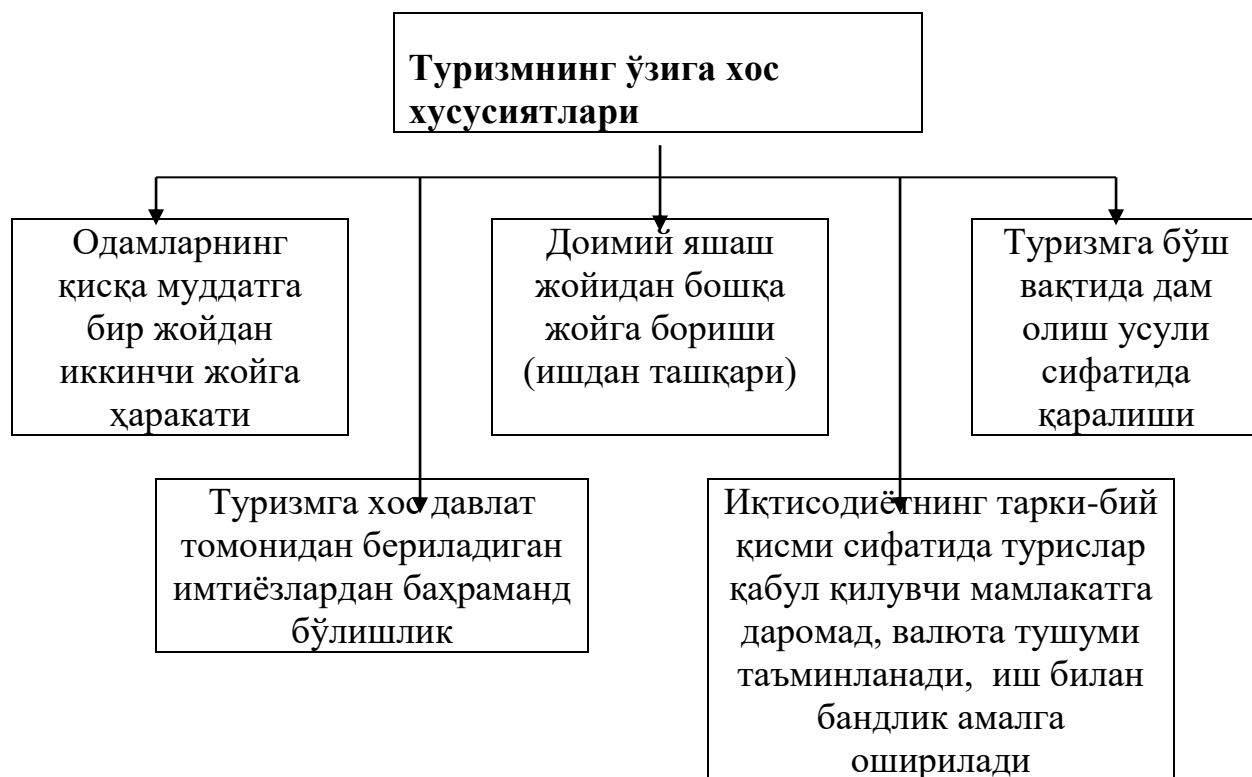 Туризмнинг ўзига хос
хусусиятлари
Одамларнинг
қисқа муддатга
бир жойдан
иккинчи жойга
ҳаракати
Доимий яшаш
жойидан бошқа
жойга бориши
(ишдан ташқари)
Туризмга бўш
вақтида дам
олиш усули
сифатида
қаралиши
Туризмга хос давлат
томонидан бериладиган
имтиёзлардан баҳраманд
бўлишлик
Иқтисодиётнинг тарки-бий
қисми сифатида турислар
қабул қилувчи мамлакатга
даромад, валюта тушуми
таъминланади, иш билан
бандлик амалга
оширилади